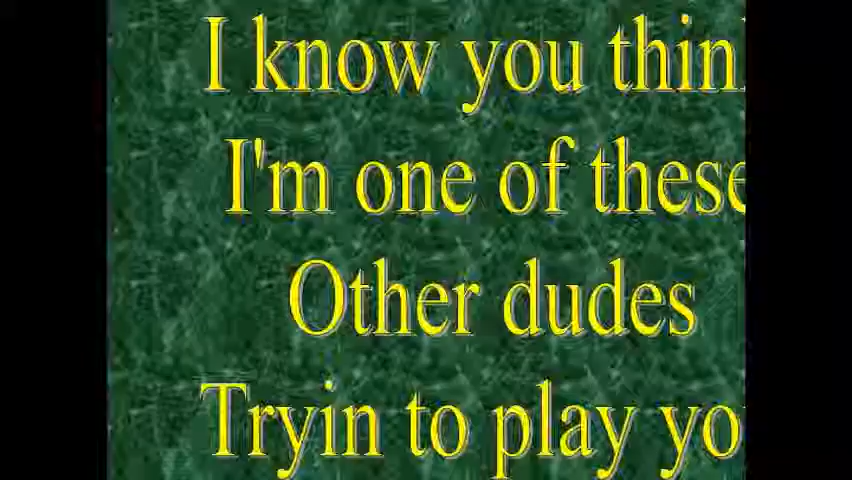 I know you thin
I'm one of these
Other dudes
Tryin to play yo